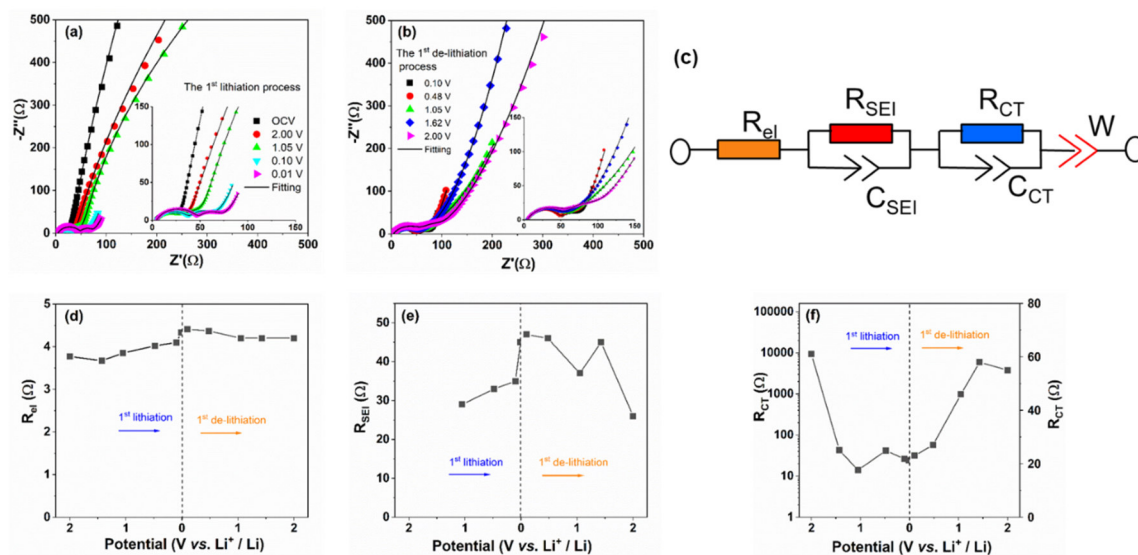 (a)
500
400
300
200
100
0
-Z''(Ω)
The 1st lithiation process
OCV
2.00 V
1.05 V
0.10 V
0.01 V
Fitting
150
100
50
0
0 50 100 150
0 100 200 300 400 500
Z'(Ω)
(b)
500
400
300
200
100
0
-Z''(Ω)
The 1st de-lithiation
process
0.10 V
0.48 V
1.05 V
1.62 V
2.00 V
Fitting
150
100
50
0
0 50 100 150
0 100 200 300 400 500
Z'(Ω)
(c)
Rel
RSEI
CSEI
RCT
CCT
W
(d)
5
4
3
2
1
0
Rel (Ω)
1st lithiation
1st de-lithiation
2 1 0 1 2
Potential (V vs. Li+ / Li)
(e)
50
40
30
20
10
0
RSEI (Ω)
1st lithiation
1st de-lithiation
2 1 0 1 2
Potential (V vs. Li+ / Li)
(f)
100000
10000
1000
100
10
1
RCT (Ω)
1st lithiation
1st de-lithiation
80
60
40
20
0
RCT (Ω)
2 1 0 1 2
Potential (V vs. Li+ / Li)